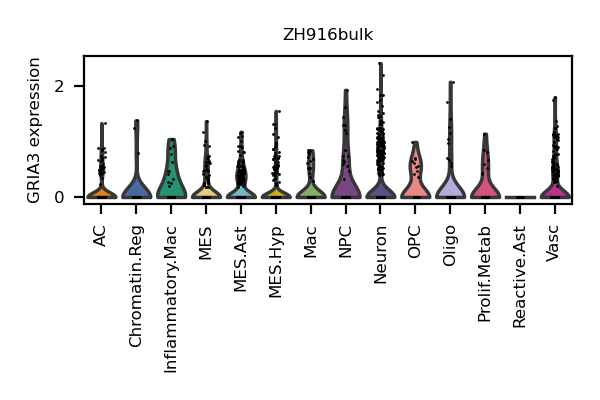 ZH916bulk
GRIA3 expression
2
0
AC
Chromatin.Reg
Inflammatory.Mac
MES
MES.Ast
MES.Hyp
Mac
NPC
Neuron
OPC
Oligo
Prolif.Metab
Reactive.Ast
Vasc